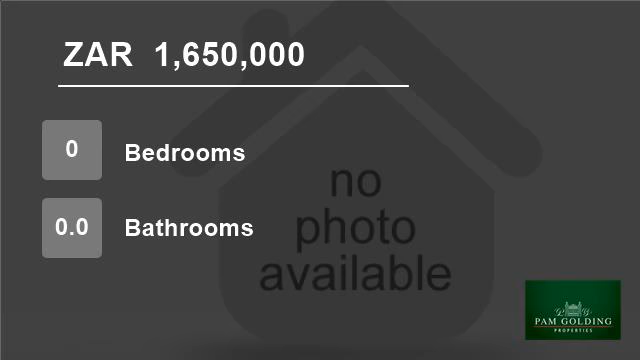 ZAR 1,650,000
0 Bedrooms
0.0 Bathrooms
no
photo
available
PAM GOLDING
PROPERTIES